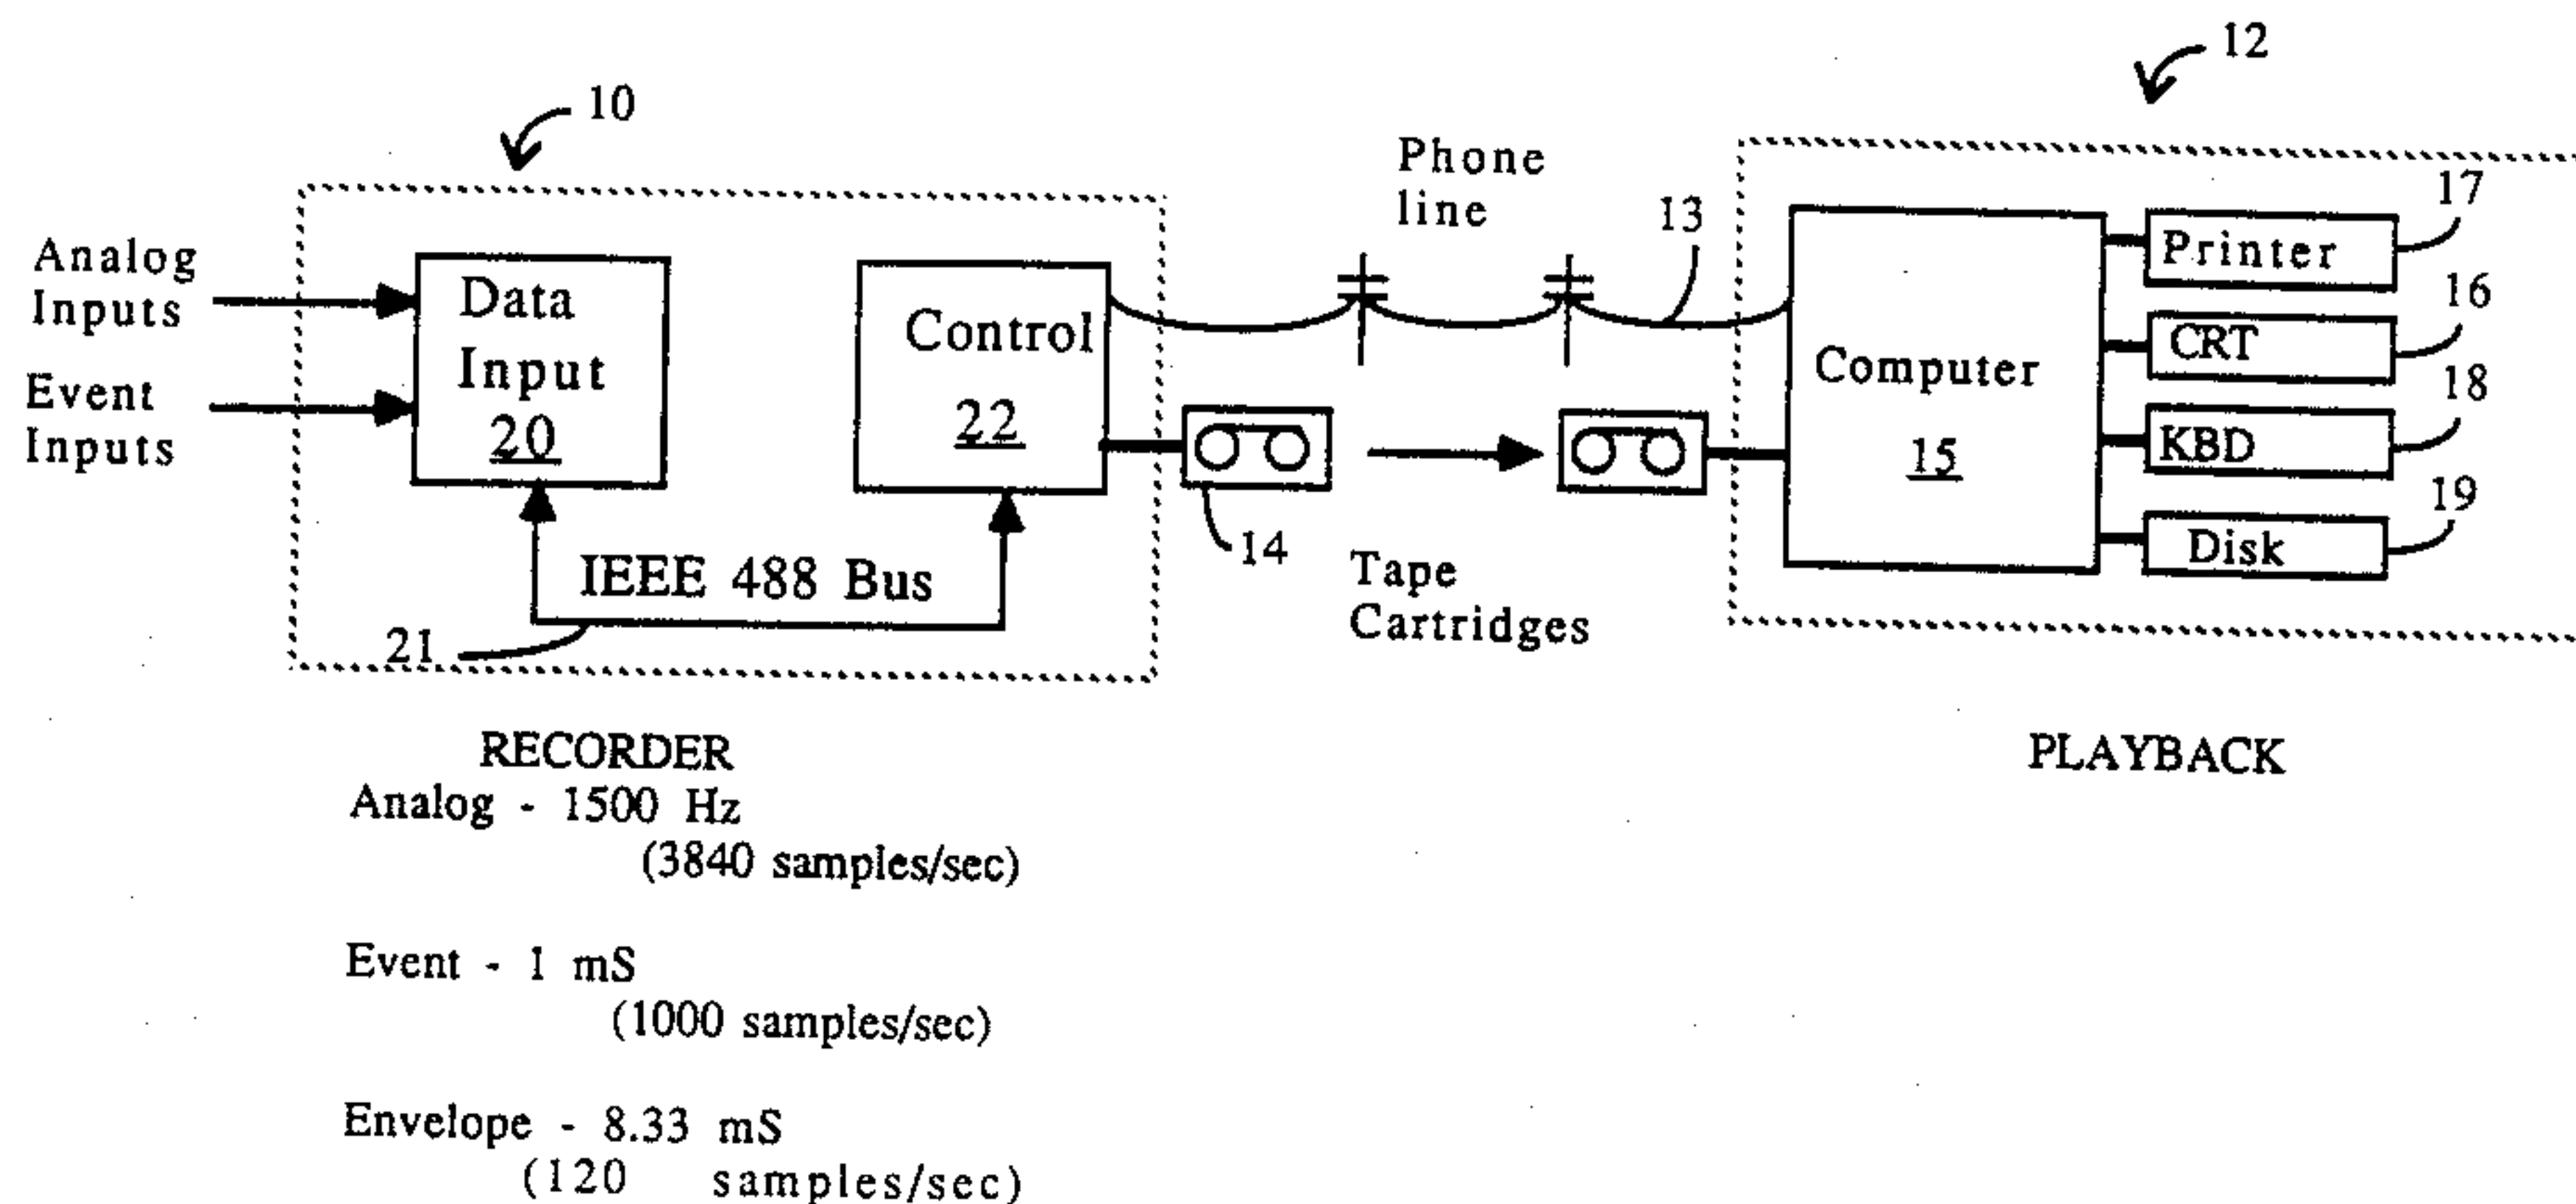 12
10
Phone
line
13
17
Analog
Inputs
Data
Input
20
Control
22
Printer
16
CRT
Computer
15
18
KBD
Event
Inputs
19
Disk
14
IEEE 488 Bus
21
Tape
Cartridges
RECORDER
PLAYBACK
Analog - 1500 Hz
(3840 samples/sec)
Event - 1 mS
(1000 samples/sec)
Envelope - 8.33 mS
(120 samples/sec)